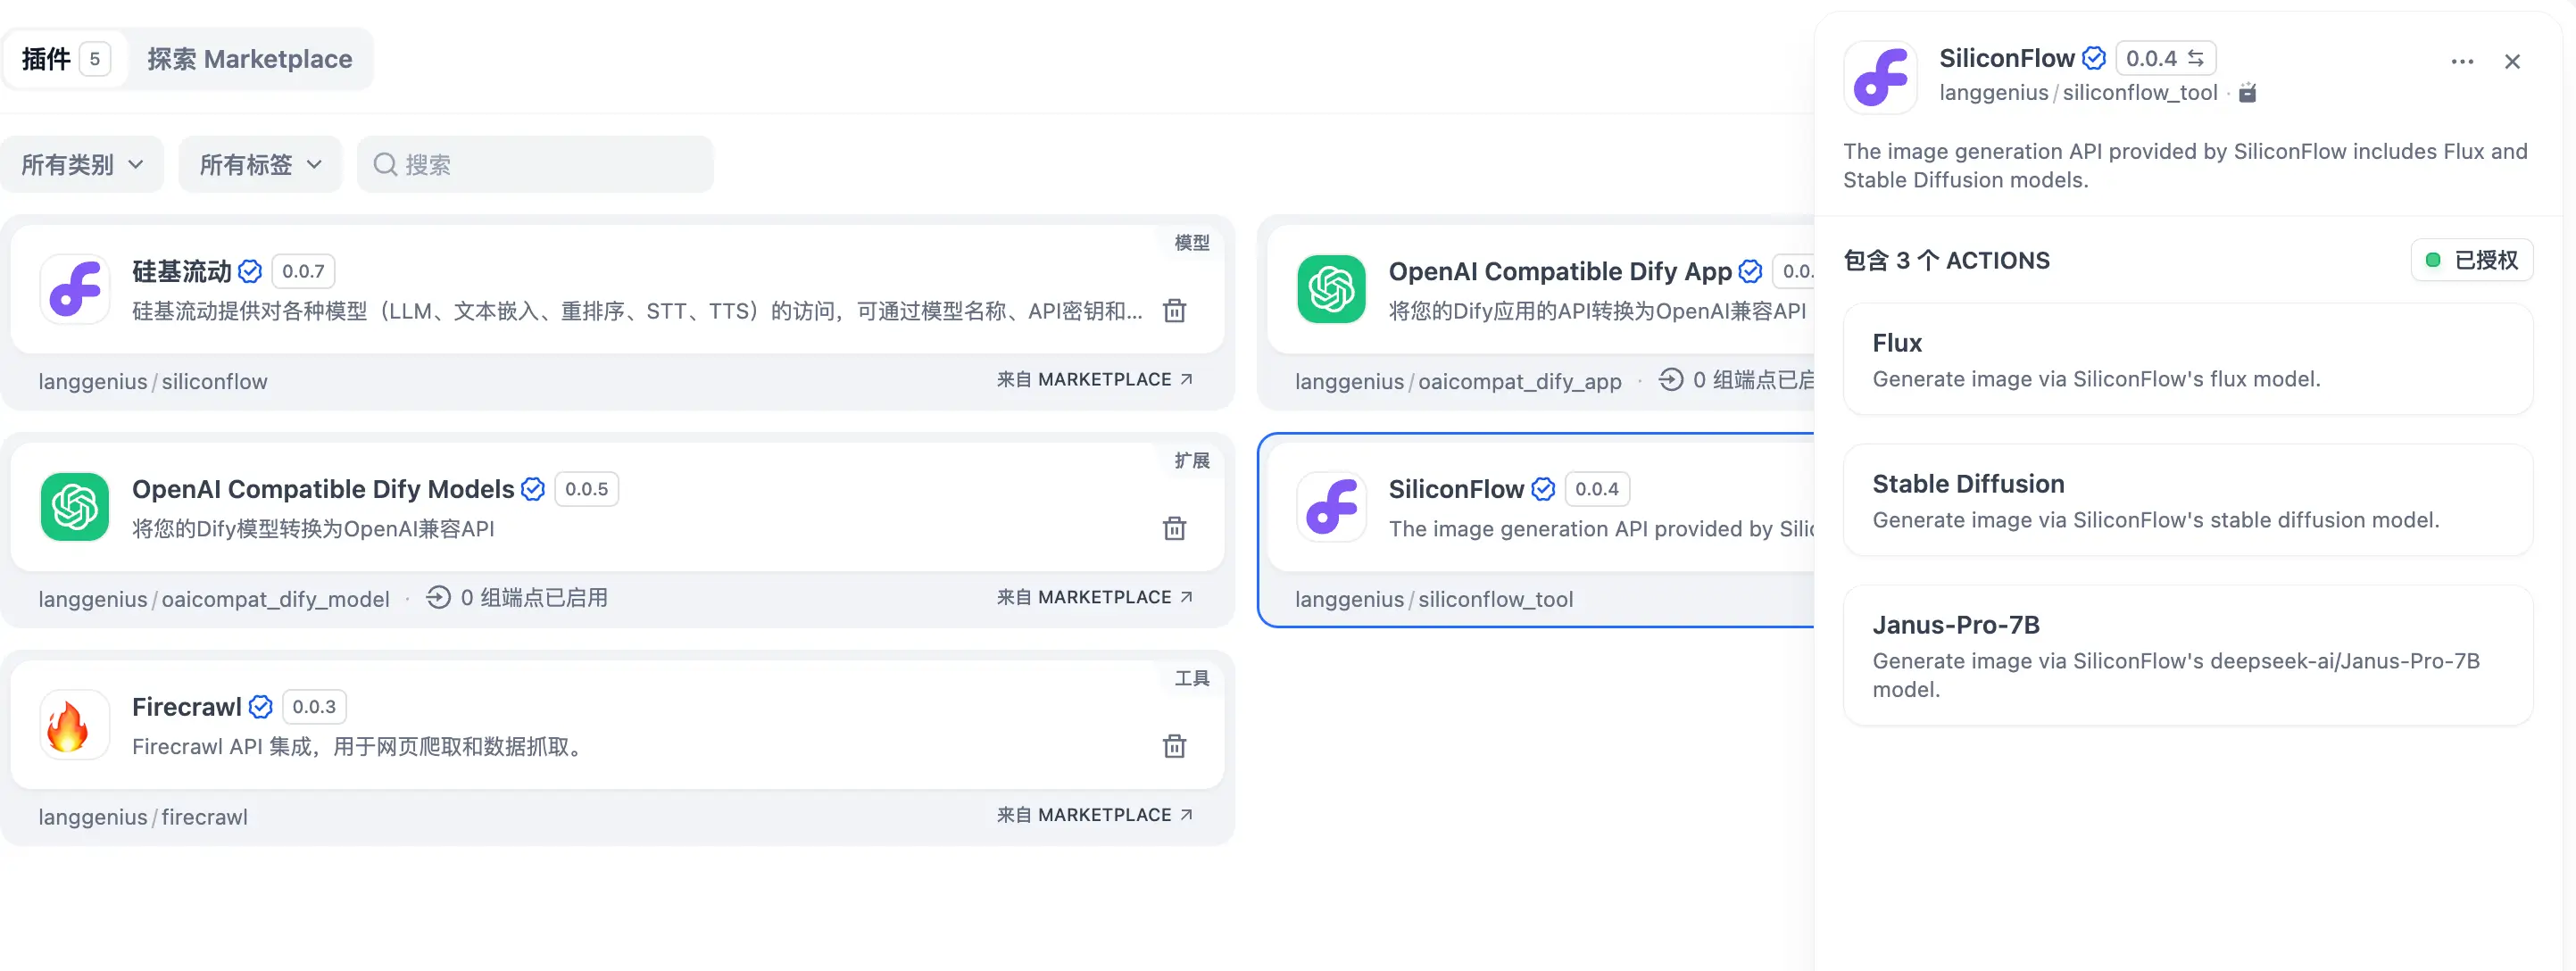 插件 5 探索 Marketplace
所有类别 所有标签 搜索
模型
硅基流动 0.0.7
硅基流动提供对各种模型（LLM、文本嵌入、重排序、STT、TTS）的访问，可通过模型名称、API密钥和...
langgenius / siliconflow 来自 MARKETPLACE
OpenAI Compatible Dify App 0.0.
将您的Dify应用的API转换为OpenAI兼容API
langgenius / oaicompat_dify_app · 0 组端点已启
扩展
OpenAI Compatible Dify Models 0.0.5
将您的Dify模型转换为OpenAI兼容API
langgenius / oaicompat_dify_model · 0 组端点已启用 来自 MARKETPLACE
SiliconFlow 0.0.4
The image generation API provided by Silic
langgenius / siliconflow_tool
工具
Firecrawl 0.0.3
Firecrawl API 集成，用于网页爬取和数据抓取。
langgenius / firecrawl 来自 MARKETPLACE
SiliconFlow 0.0.4
langgenius / siliconflow_tool ·
The image generation API provided by SiliconFlow includes Flux and
Stable Diffusion models.
包含 3 个 ACTIONS 已授权
Flux
Generate image via SiliconFlow's flux model.
Stable Diffusion
Generate image via SiliconFlow's stable diffusion model.
Janus-Pro-7B
Generate image via SiliconFlow's deepseek-ai/Janus-Pro-7B
model.